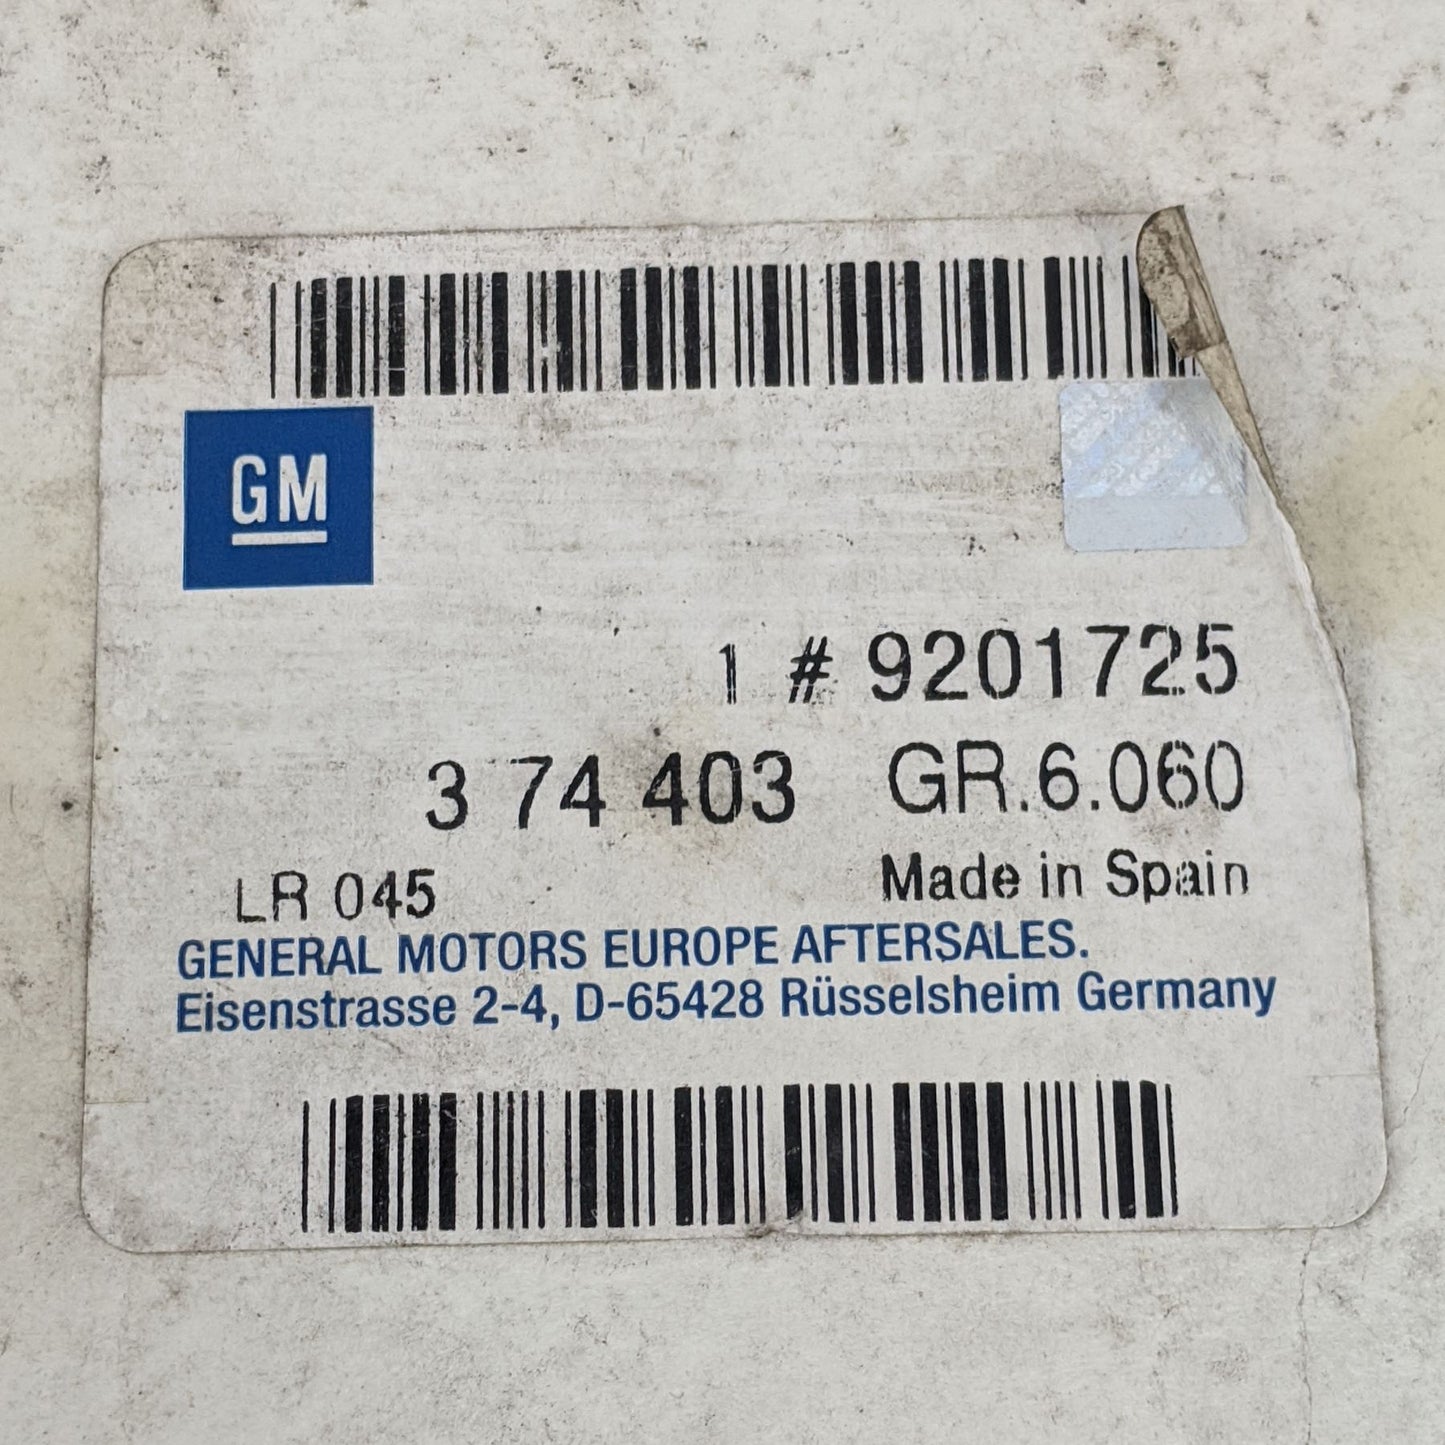 GM
1 # 9201725
3 74 403 GR.6.060
LR 045 Made in Spain
GENERAL MOTORS EUROPE AFTERSALES.
Eisenstrasse 2-4, D-65428 Rüsselsheim Germany